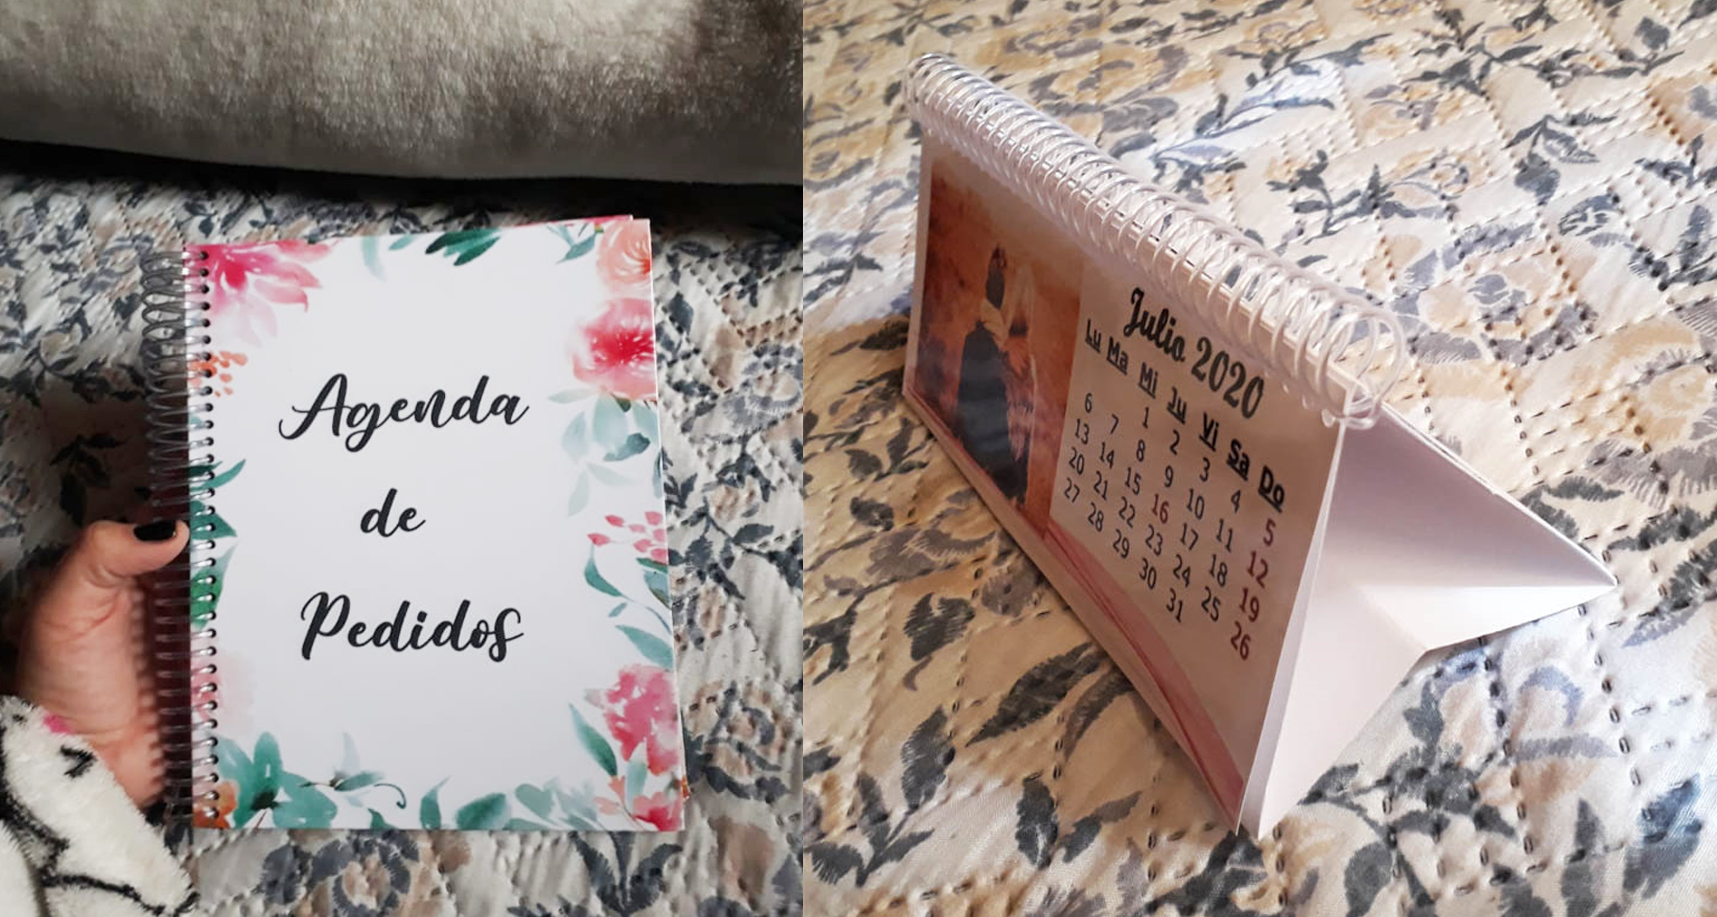 Agenda
de
Pedidos
Julio 2020
Lu Ma Mi Ju Vi Sa Do
1 2 3 4 5
6 7 8 9 10 11 12
13 14 15 16 17 18 19
20 21 22 23 24 25 26
27 28 29 30 31